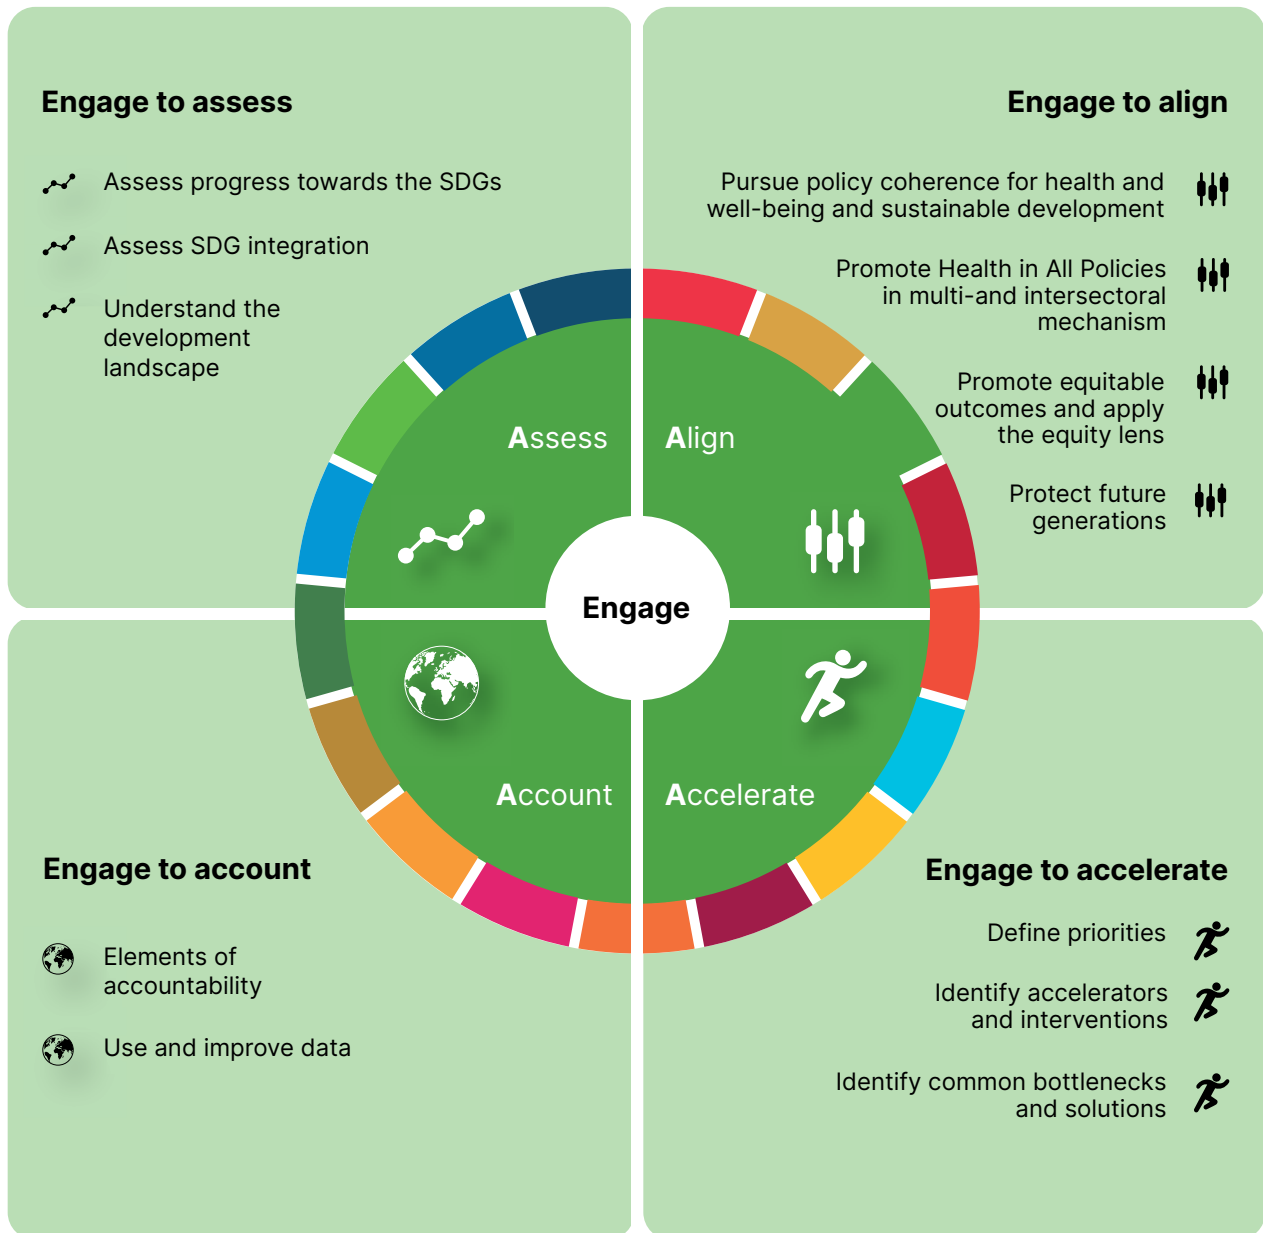 Engage to assess
Assess progress towards the SDGs
Assess SDG integration
Understand the
development
landscape
Engage to align
Pursue policy coherence for health and
well-being and sustainable development
Promote Health in All Policies
in multi-and intersectoral
mechanism
Promote equitable
outcomes and apply
the equity lens
Protect future
generations
Assess
Align
Engage
Account
Accelerate
Engage to account
Elements of
accountability
Use and improve data
Engage to accelerate
Define priorities
Identify accelerators
and interventions
Identify common bottlenecks
and solutions